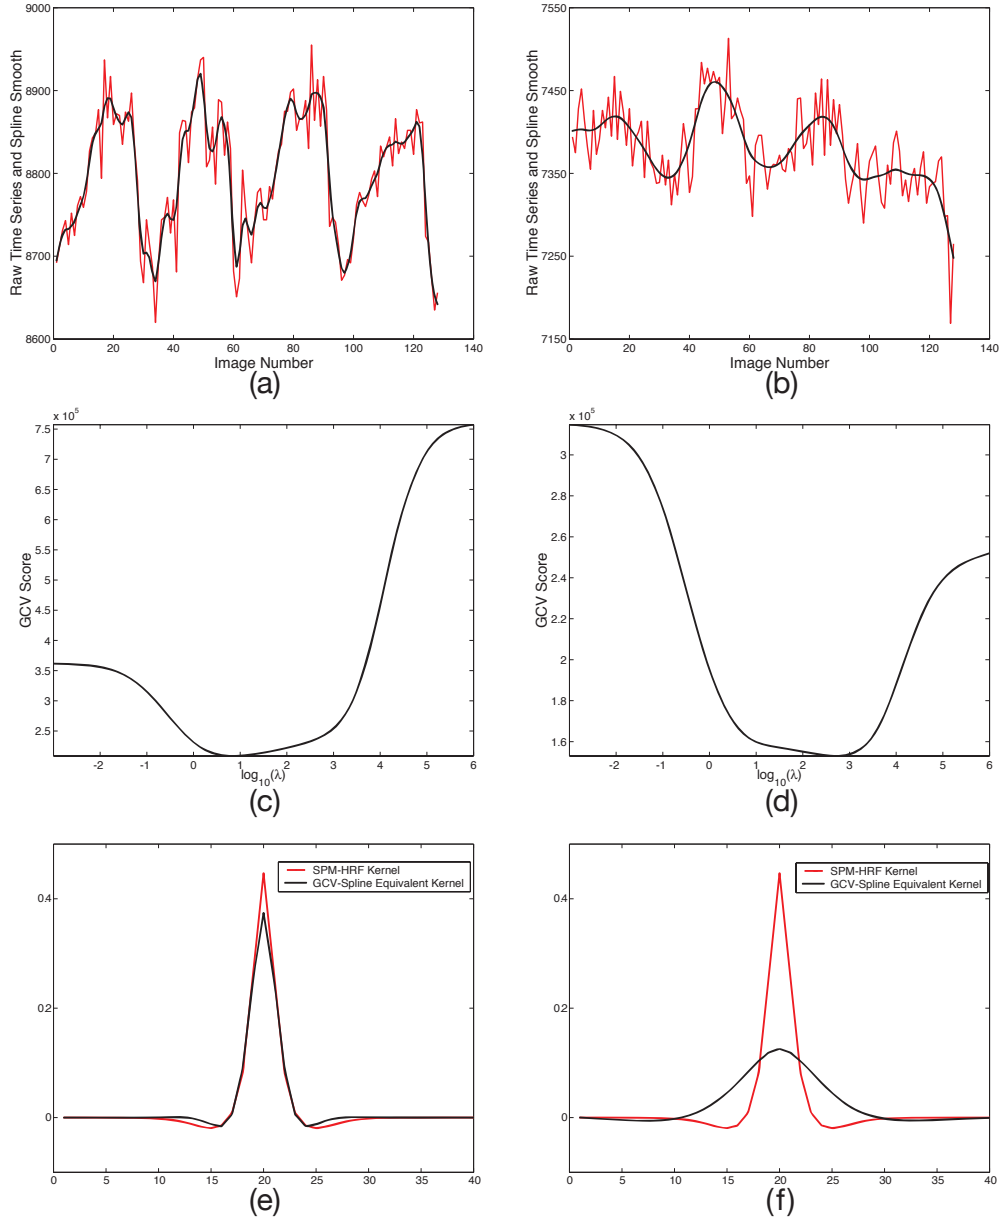 Raw Time Series and Spline Smooth
9000
8900
8800
8700
8600
0 20 40 60 80 100 120 140
Image Number
(a)
Raw Time Series and Spline Smooth
7550
7450
7350
7250
7150
0 20 40 60 80 100 120 140
Image Number
(b)
x 10^5
GCV Score
7.5
7
6.5
6
5.5
5
4.5
4
3.5
3
2.5
-2 -1 0 1 2 3 4 5 6
log_10(λ)
(c)
x 10^5
GCV Score
3
2.8
2.6
2.4
2.2
2
1.8
1.6
-2 -1 0 1 2 3 4 5 6
log_10(λ)
(d)
SPM-HRF Kernel
GCV-Spline Equivalent Kernel
0.4
0.2
0
0 5 10 15 20 25 30 35 40
(e)
SPM-HRF Kernel
GCV-Spline Equivalent Kernel
0.4
0.2
0
0 5 10 15 20 25 30 35 40
(f)